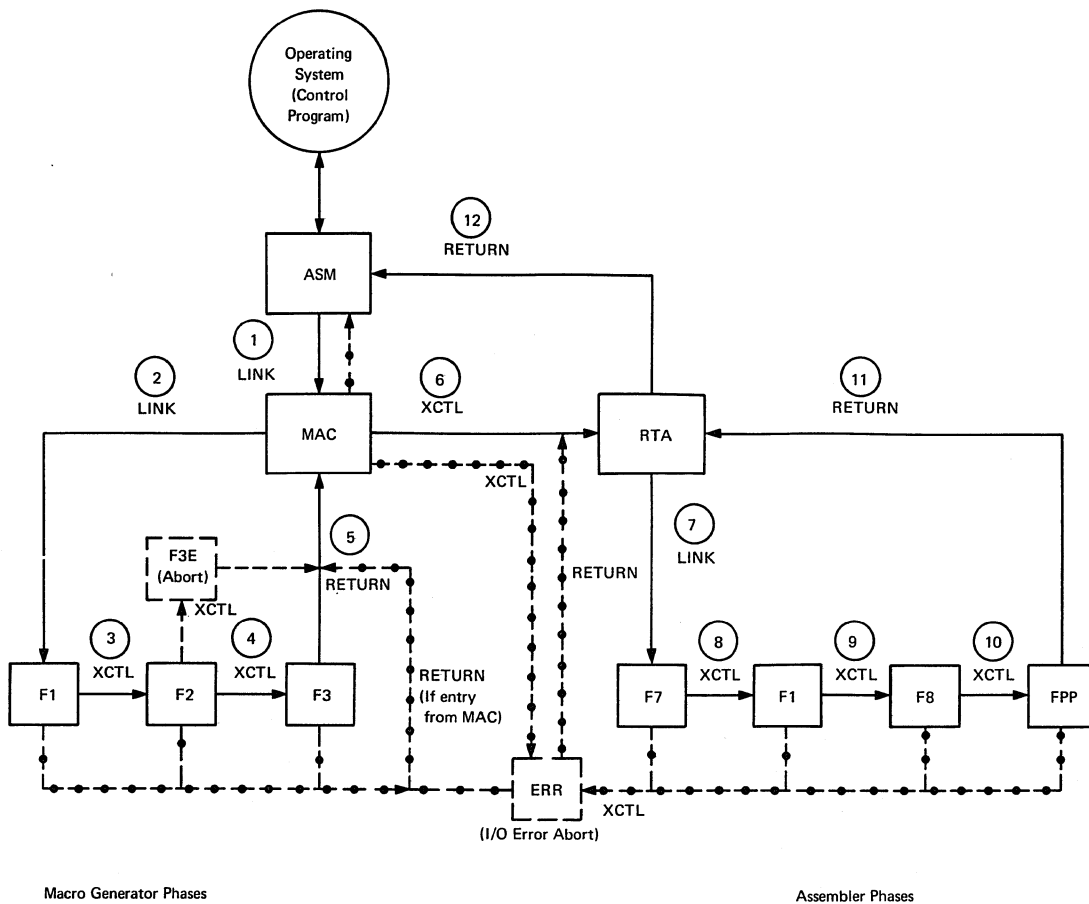 Operating
System
(Control
Program)
12
RETURN
ASM
1
LINK
2
LINK
6
XCTL
11
RETURN
MAC
RTA
XCTL
5
RETURN
7
LINK
F3E
(Abort)
XCTL
RETURN
3
XCTL
4
XCTL
8
XCTL
9
XCTL
10
XCTL
F1
F2
F3
RETURN
(If entry
from MAC)
F7
F1
F8
FPP
ERR
XCTL
(I/O Error Abort)
Macro Generator Phases
Assembler Phases